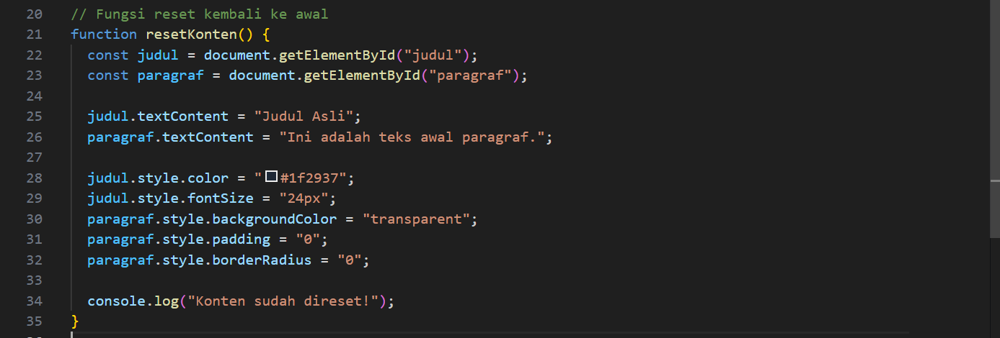 20 // Fungsi reset kembali ke awal
21 function resetKonten() {
22   const judul = document.getElementById("judul");
23   const paragraf = document.getElementById("paragraf");
24
25   judul.textContent = "Judul Asli";
26   paragraf.textContent = "Ini adalah teks awal paragraf.";
27
28   judul.style.color = "#1f2937";
29   judul.style.fontSize = "24px";
30   paragraf.style.backgroundColor = "transparent";
31   paragraf.style.padding = "0";
32   paragraf.style.borderRadius = "0";
33
34   console.log("Konten sudah direset!");
35 }